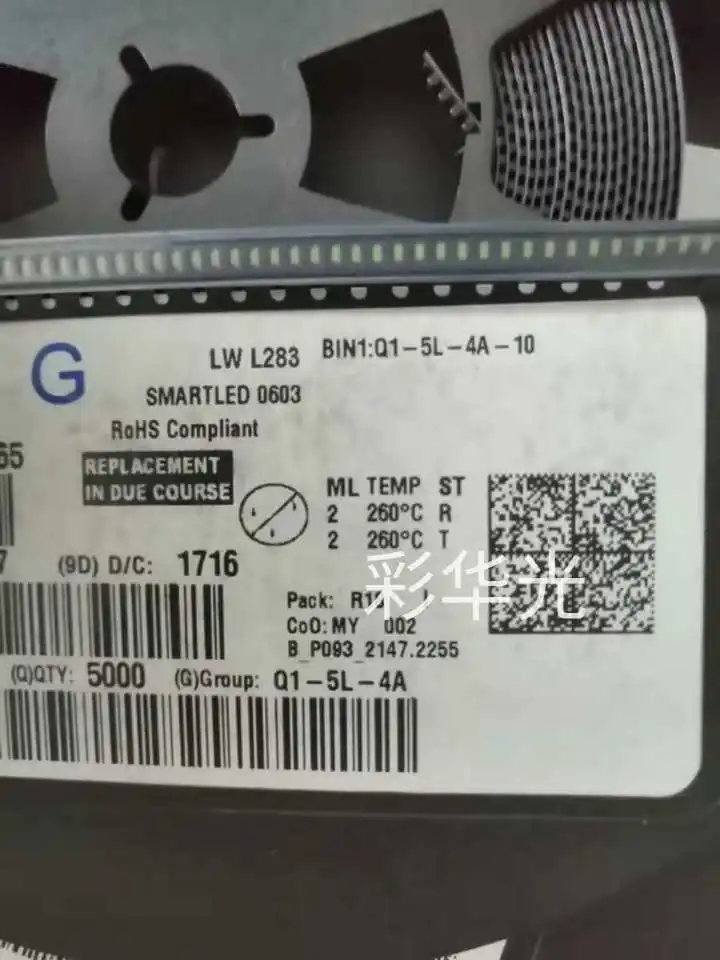 G
LW L283 BIN1:Q1-5L-4A-10
SMARTLED 0603
RoHS Compliant
65
REPLACEMENT
IN DUE COURSE
ML TEMP ST
2 260°C R
2 260°C T
7 (9D) D/C: 1716
彩华光
Pack:
CoO: MY 002
B_P093_2147.2255
(Q)QTY: 5000 (G)Group: Q1-5L-4A